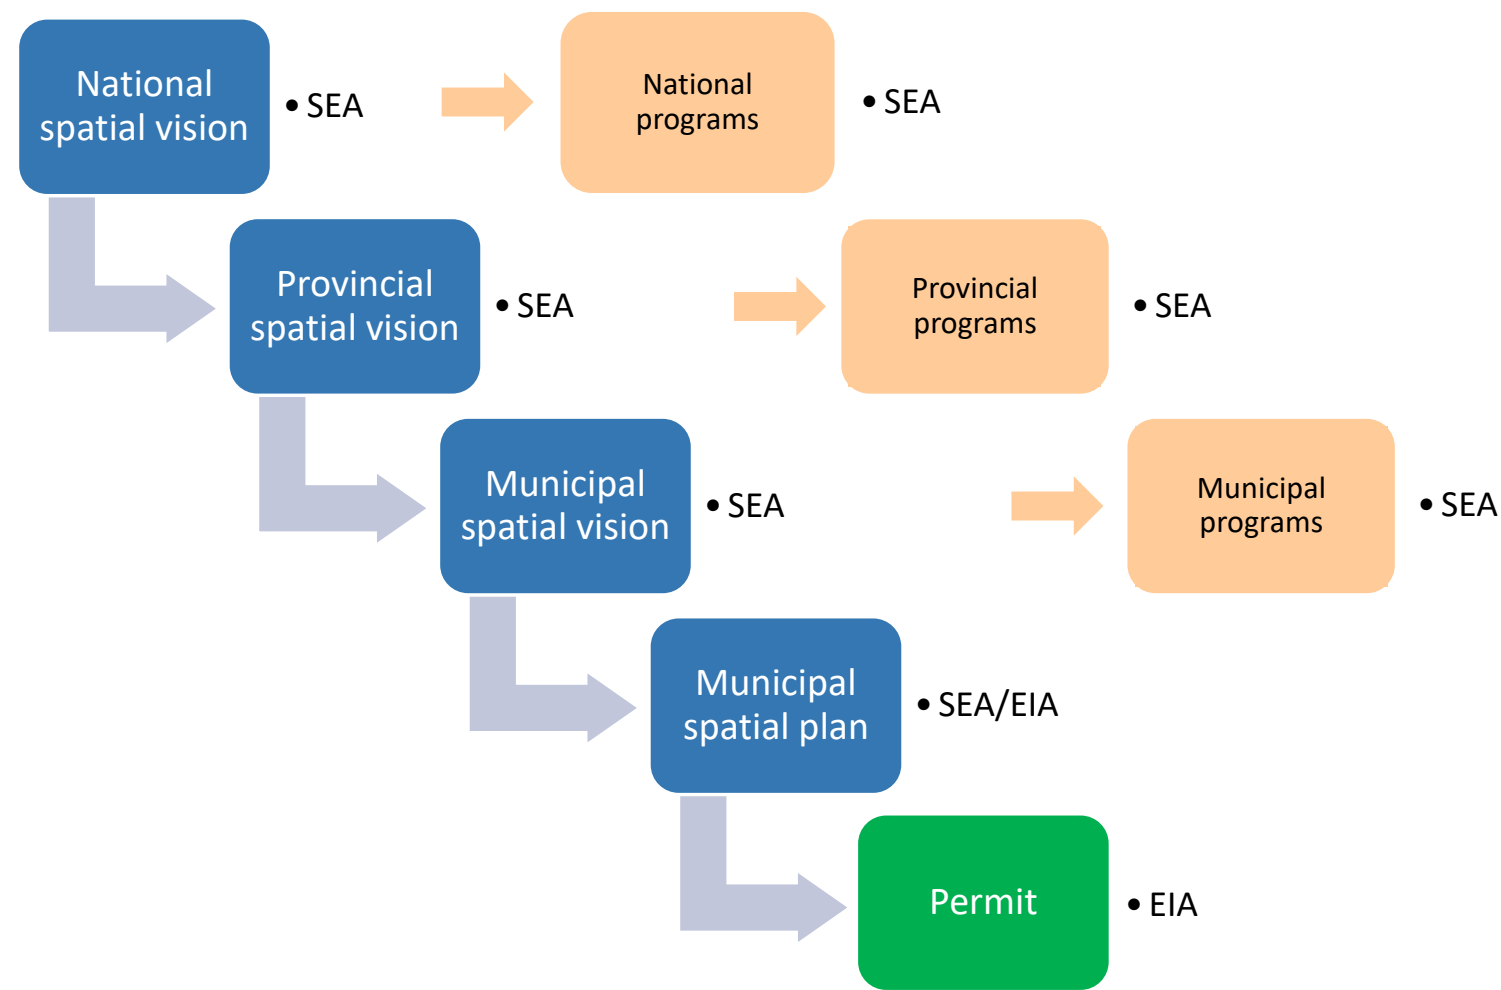 National
spatial vision
• SEA
National
programs
• SEA
Provincial
spatial vision
• SEA
Provincial
programs
• SEA
Municipal
spatial vision
• SEA
Municipal
programs
• SEA
Municipal
spatial plan
• SEA/EIA
Permit
• EIA